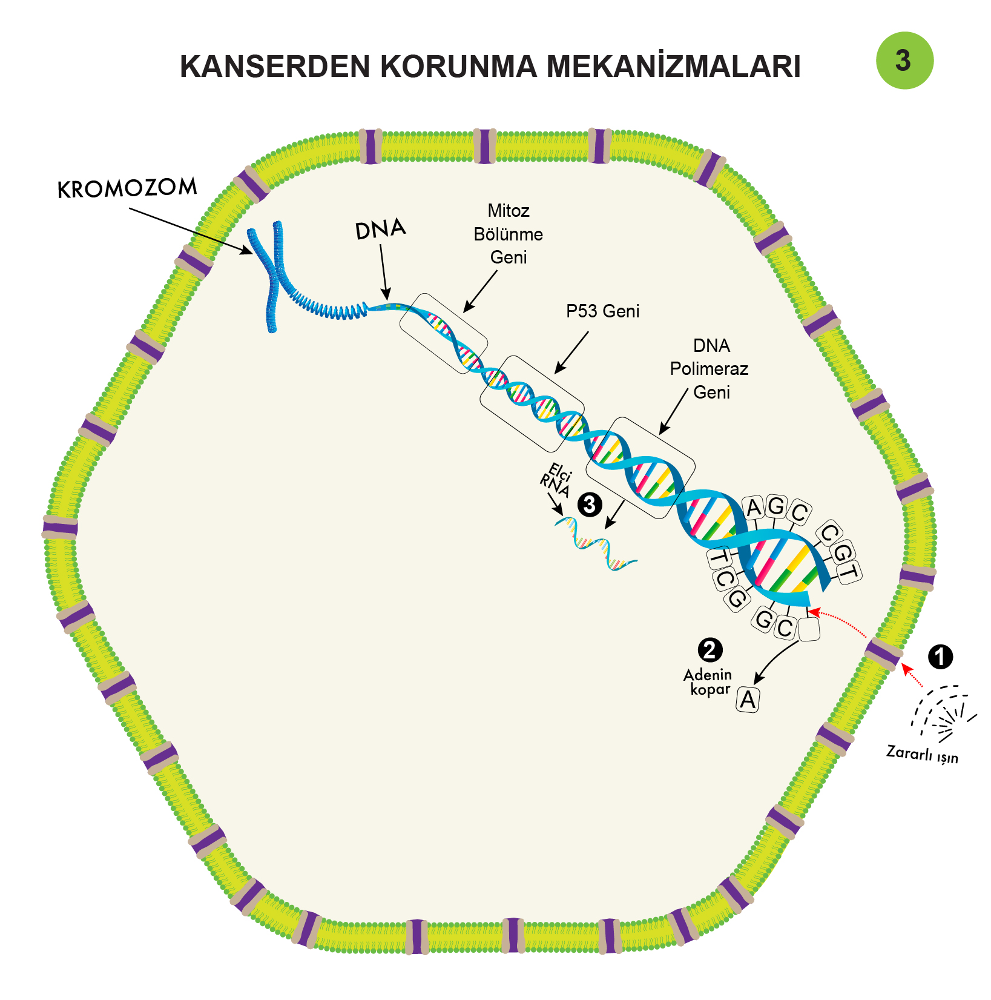 KANSERDEN KORUNMA MEKANİZMALARI
3
KROMOZOM
DNA
Mitoz
Bölünme
Geni
P53 Geni
DNA
Polimeraz
Geni
Elçi
RNA
3
A G C
C G T
T C G
G C
2
Adenin
kopar
A
1
Zararlı ışın